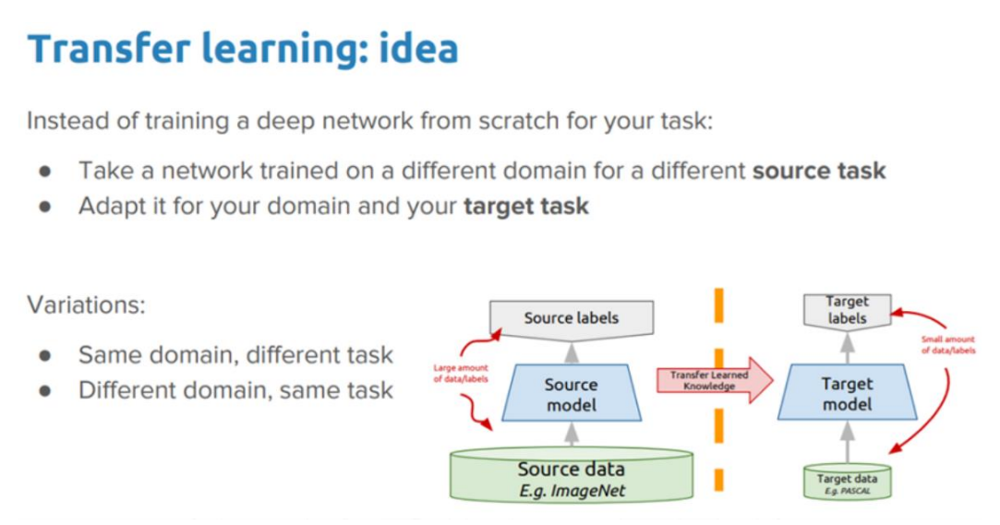 Transfer learning: idea
Instead of training a deep network from scratch for your task:
● Take a network trained on a different domain for a different source task
● Adapt it for your domain and your target task
Variations:
● Same domain, different task
● Different domain, same task
Source labels
Large amount
of data/labels
Source
model
Source data
E.g. ImageNet
Transfer Learned
Knowledge
Target
labels
Small amount
of data/labels
Target
model
Target data
E.g. PASCAL